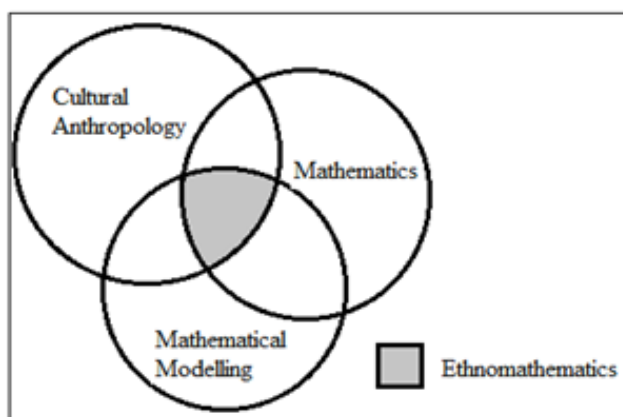 Cultural
Anthropology
Mathematics
Mathematical
Modelling
Ethnomathematics